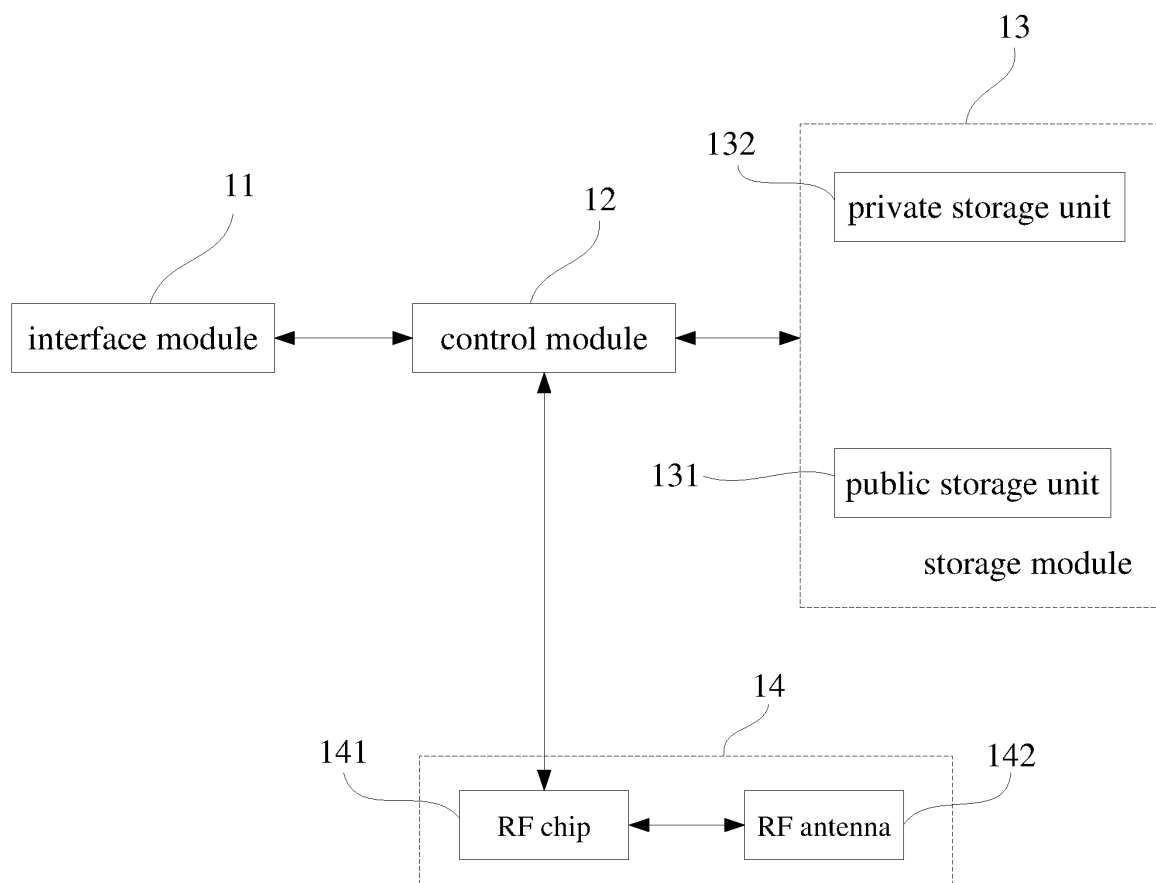 13
132
private storage unit
11
12
interface module
control module
131
public storage unit
storage module
14
141
142
RF chip
RF antenna